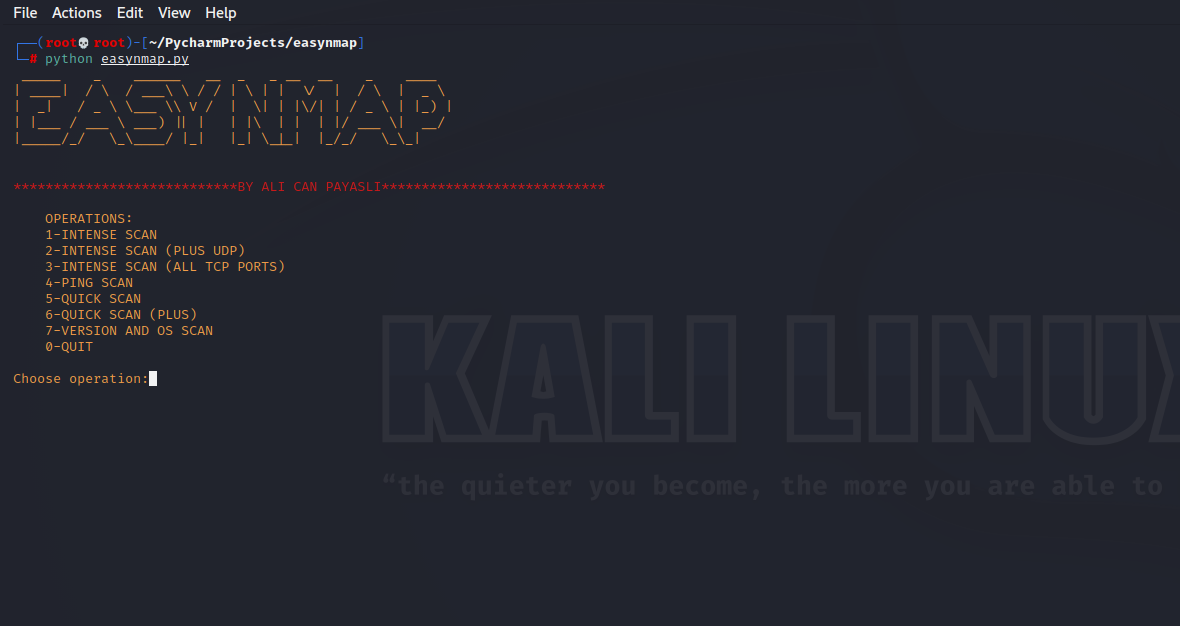 File Actions Edit View Help
┌──(root💀root)-[~/PycharmProjects/easynmap]
└─# python easynmap.py
EASYNMAP
****************************BY ALI CAN PAYASLI****************************
OPERATIONS:
1-INTENSE SCAN
2-INTENSE SCAN (PLUS UDP)
3-INTENSE SCAN (ALL TCP PORTS)
4-PING SCAN
5-QUICK SCAN
6-QUICK SCAN (PLUS)
7-VERSION AND OS SCAN
0-QUIT
Choose operation:
KALI LINUX
“the quieter you become, the more you are able to